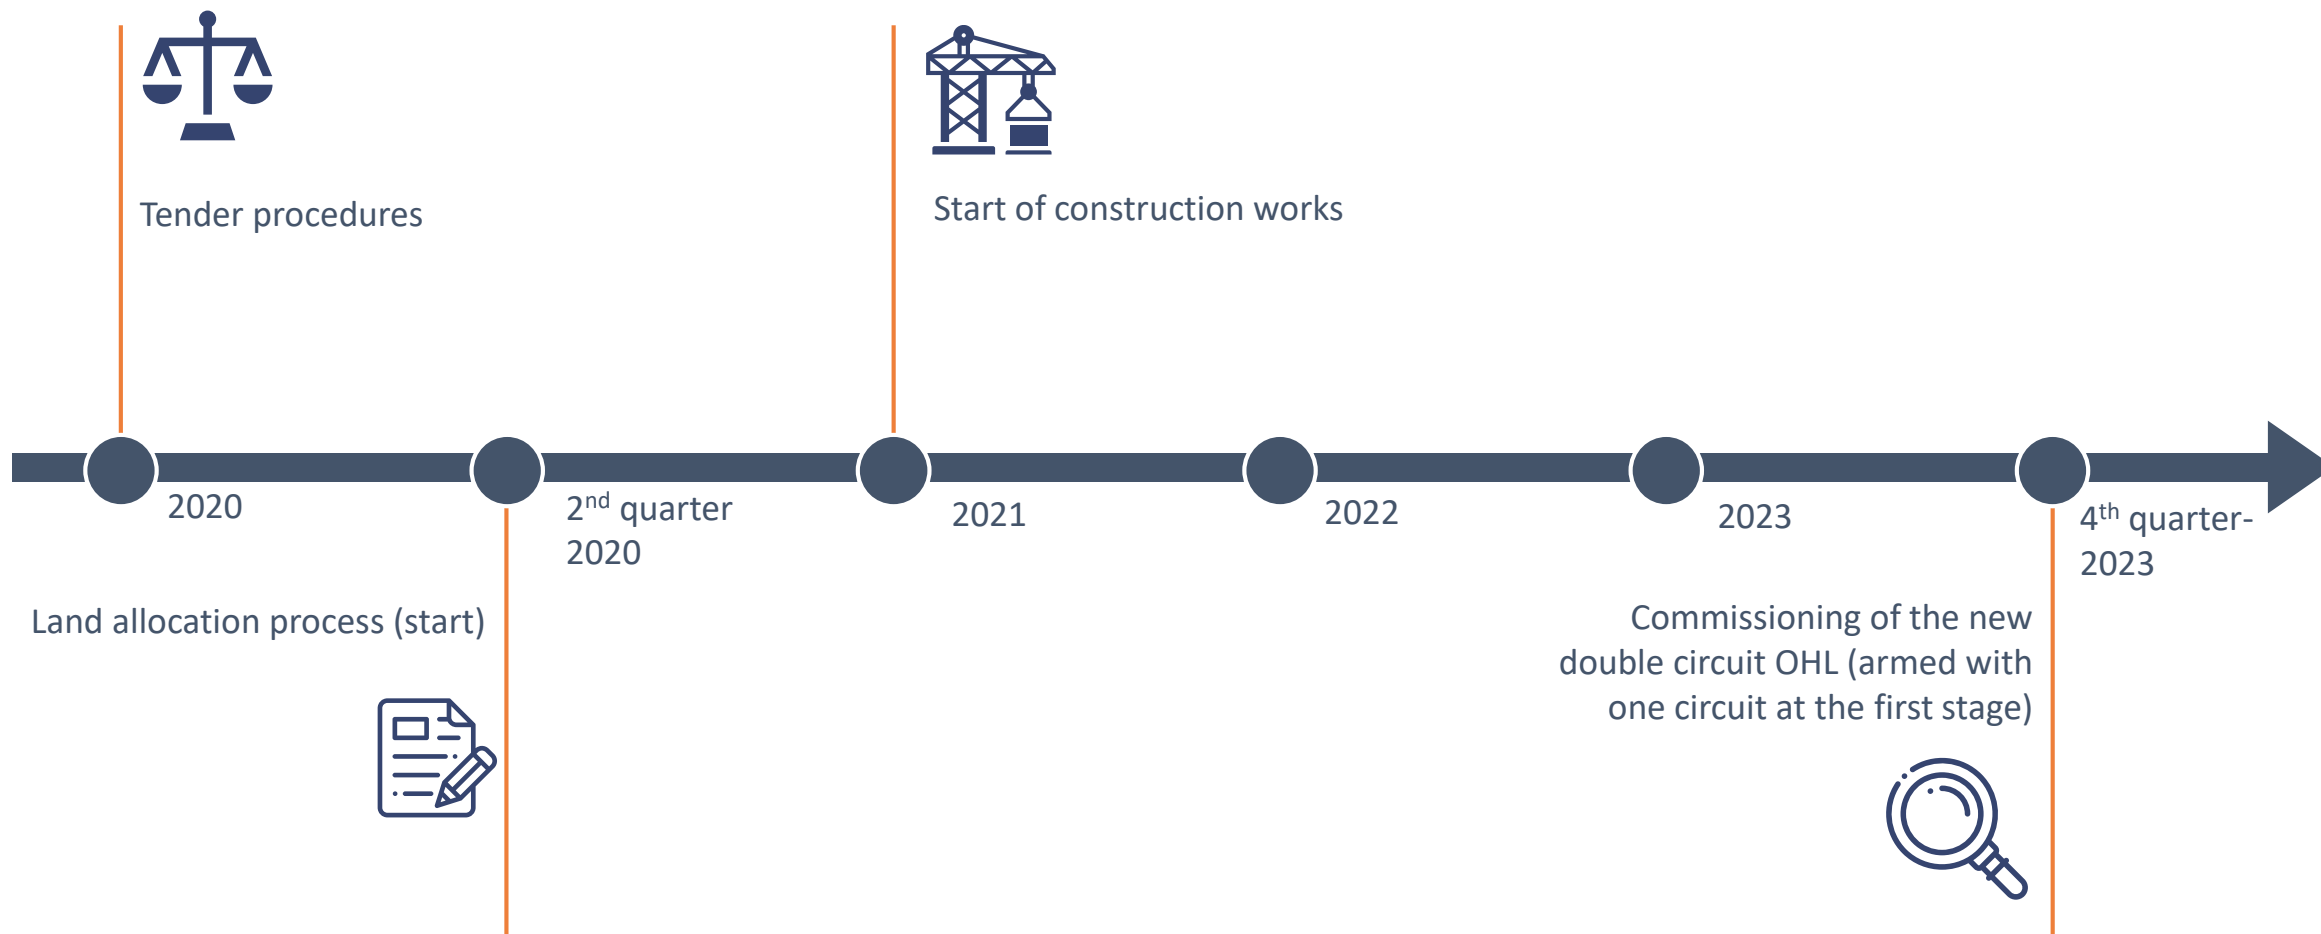 Tender procedures
Start of construction works
2020
2nd quarter
2020
2021
2022
2023
4th quarter-
2023
Land allocation process (start)
Commissioning of the new
double circuit OHL (armed with
one circuit at the first stage)